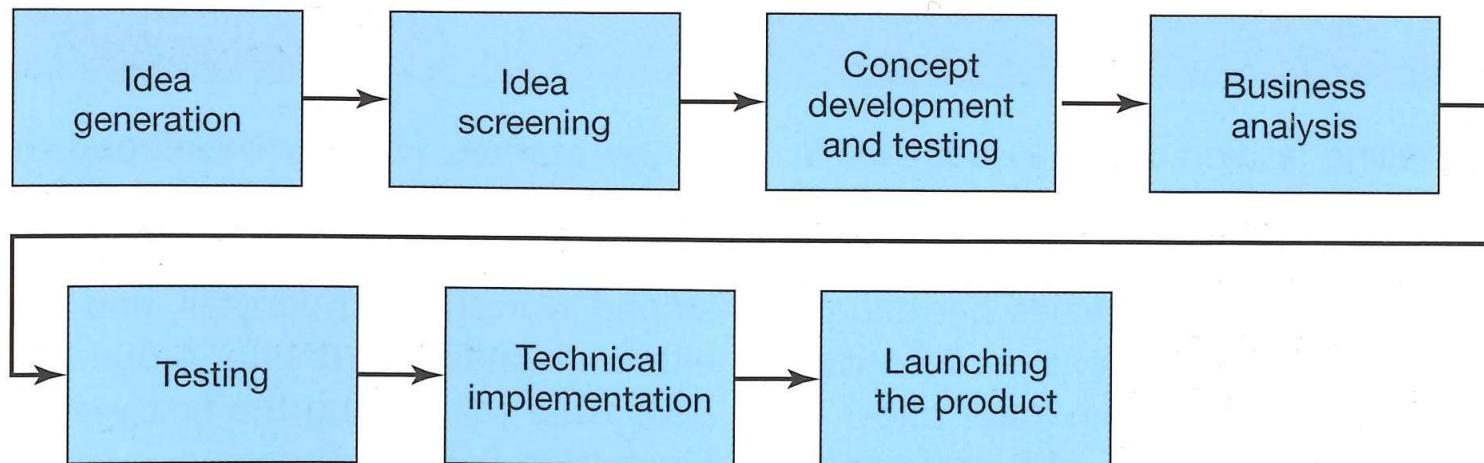 Idea
generation
Idea
screening
Concept
development
and testing
Business
analysis
Testing
Technical
implementation
Launching
the product